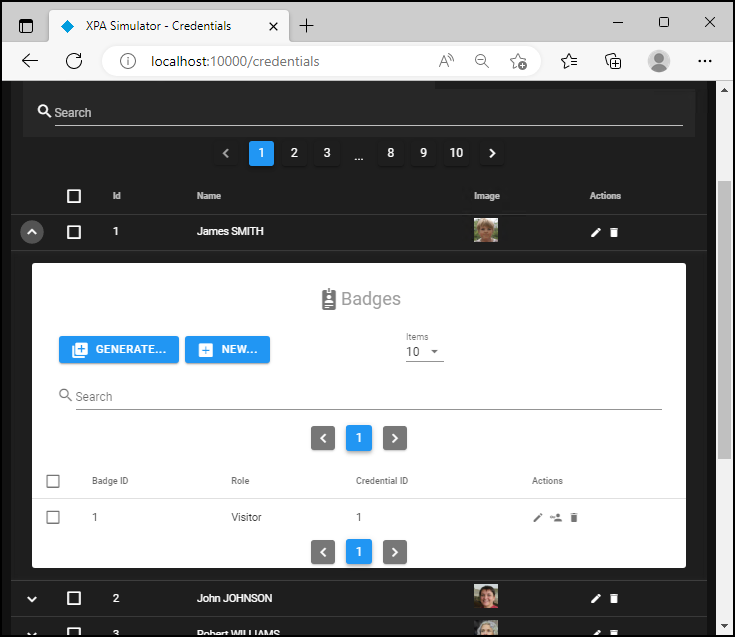 XPA Simulator - Credentials
localhost:10000/credentials
Search
1 2 3 ... 8 9 10
Id Name Image Actions
1 James SMITH
Badges
GENERATE... NEW...
Items
10
Search
1
Badge ID Role Credential ID Actions
1 Visitor 1
1
2 John JOHNSON
3 Robert WILLIAMS